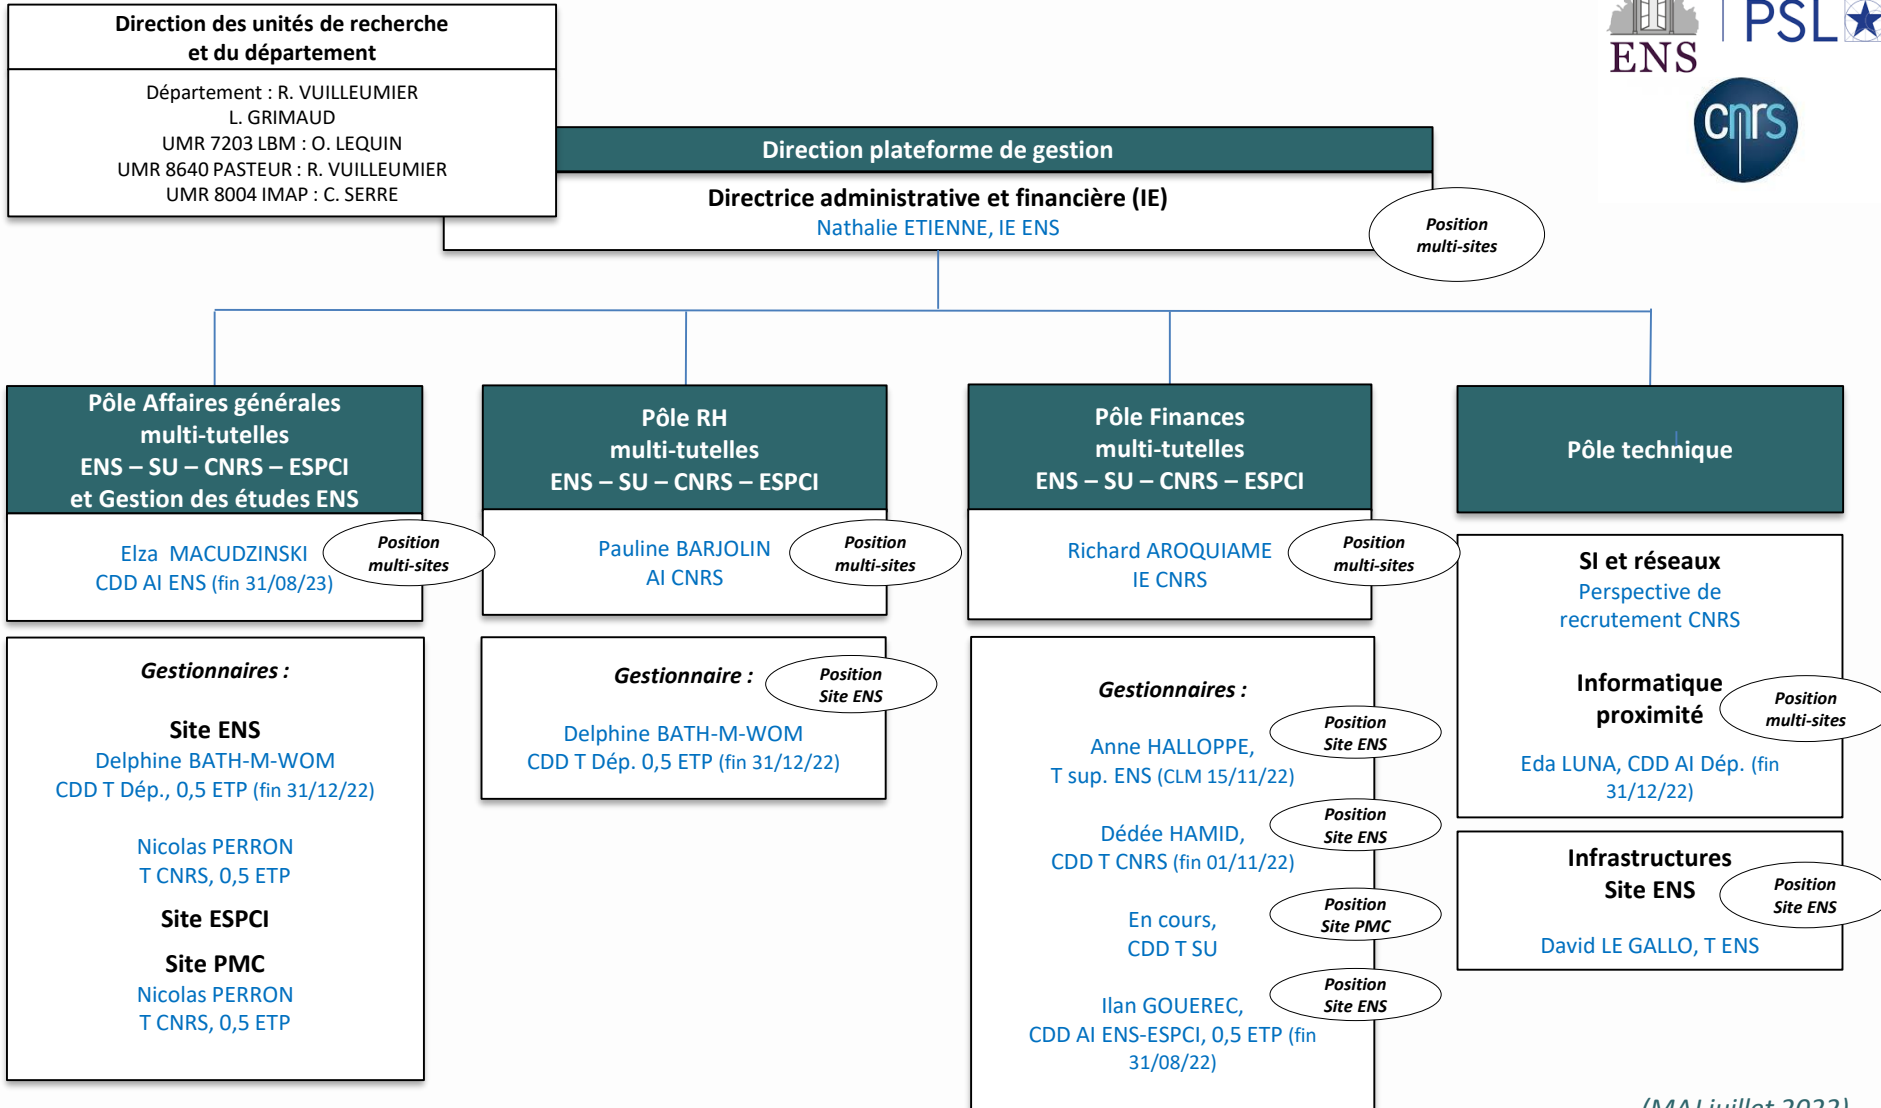 Direction des unités de recherche
et du département
Département : R. VUILLEUMIER
L. GRIMAUD
UMR 7203 LBM : O. LEQUIN
UMR 8640 PASTEUR : R. VUILLEUMIER
UMR 8004 IMAP : C. SERRE
ENS
PSL
cnrs
Direction plateforme de gestion
Directrice administrative et financière (IE)
Nathalie ETIENNE, IE ENS
Position
multi-sites
Pôle Affaires générales
multi-tutelles
ENS – SU – CNRS – ESPCI
et Gestion des études ENS
Elza MACUDZINSKI
CDD AI ENS (fin 31/08/23)
Position
multi-sites
Gestionnaires :
Site ENS
Delphine BATH-M-WOM
CDD T Dép., 0,5 ETP (fin 31/12/22)
Nicolas PERRON
T CNRS, 0,5 ETP
Site ESPCI
Site PMC
Nicolas PERRON
T CNRS, 0,5 ETP
Pôle RH
multi-tutelles
ENS – SU – CNRS – ESPCI
Pauline BARJOLIN
AI CNRS
Position
multi-sites
Gestionnaire :
Position
Site ENS
Delphine BATH-M-WOM
CDD T Dép. 0,5 ETP (fin 31/12/22)
Pôle Finances
multi-tutelles
ENS – SU – CNRS – ESPCI
Richard AROQUIAME
IE CNRS
Position
multi-sites
Gestionnaires :
Anne HALLOPPE,
T sup. ENS (CLM 15/11/22)
Position
Site ENS
Dédée HAMID,
CDD T CNRS (fin 01/11/22)
Position
Site ENS
En cours,
CDD T SU
Position
Site PMC
Ilan GOUEREC,
CDD AI ENS-ESPCI, 0,5 ETP (fin
31/08/22)
Position
Site ENS
Pôle technique
SI et réseaux
Perspective de
recrutement CNRS
Informatique
proximité
Position
multi-sites
Eda LUNA, CDD AI Dép. (fin
31/12/22)
Infrastructures
Site ENS
Position
Site ENS
David LE GALLO, T ENS
(MAJ juillet 2022)